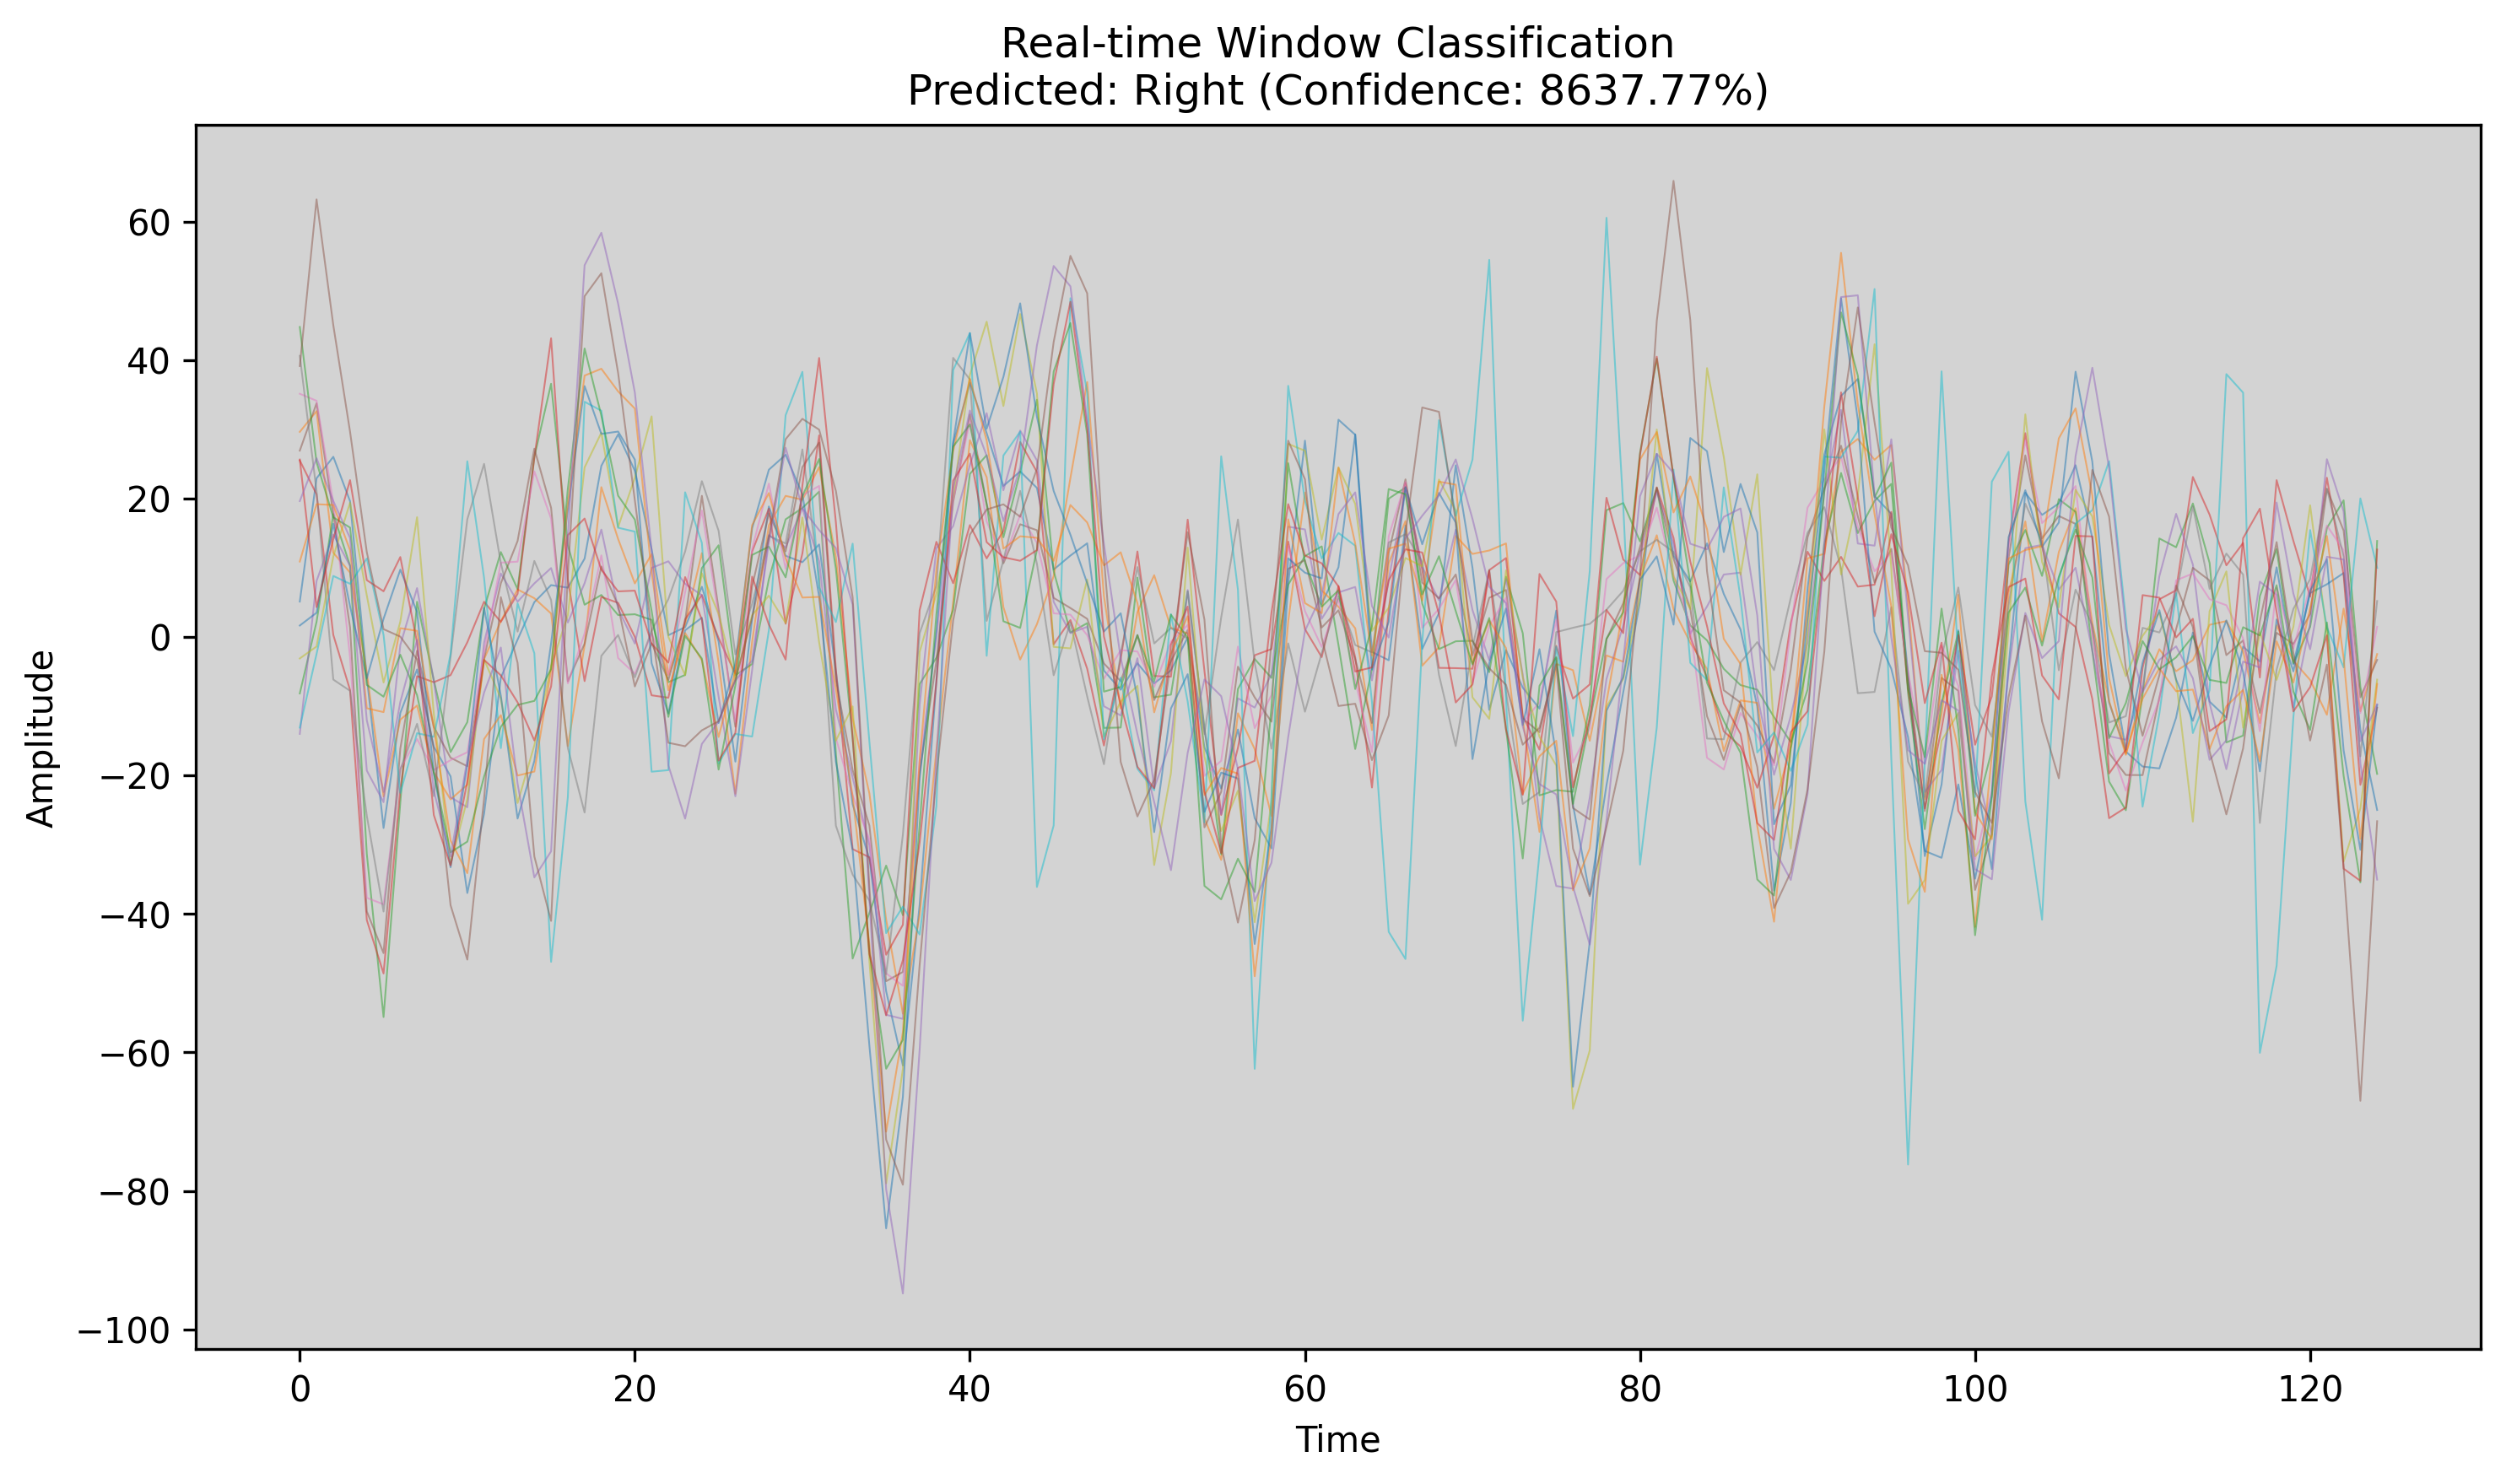 Real-time Window Classification
Predicted: Right (Confidence: 8637.77%)
60
40
20
0
−20
−40
−60
−80
−100
Amplitude
0 20 40 60 80 100 120
Time